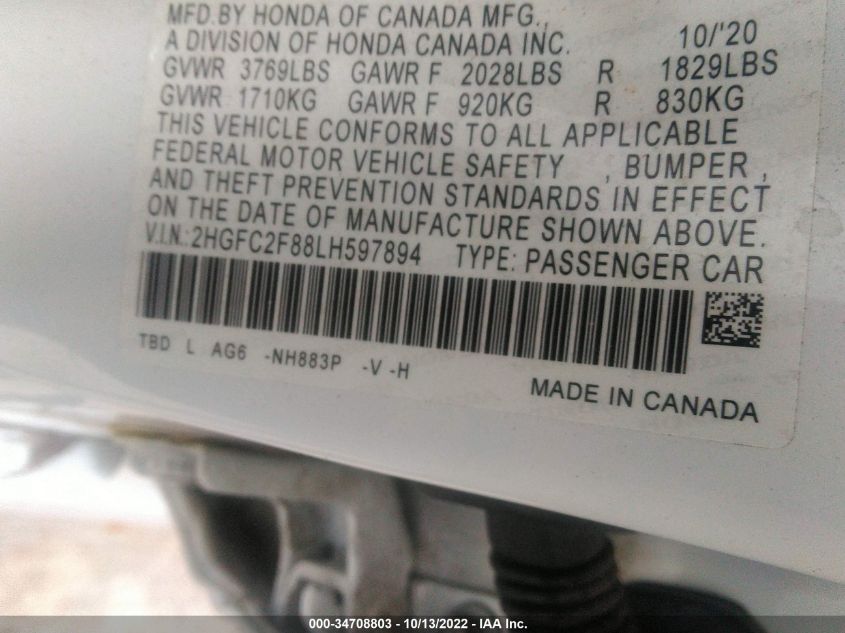 MFD.BY HONDA OF CANADA MFG.,
A DIVISION OF HONDA CANADA INC. 10/'20
GVWR 3769LBS GAWR F 2028LBS R 1829LBS
GVWR 1710KG GAWR F 920KG R 830KG
THIS VEHICLE CONFORMS TO ALL APPLICABLE
FEDERAL MOTOR VEHICLE SAFETY , BUMPER ,
AND THEFT PREVENTION STANDARDS IN EFFECT
ON THE DATE OF MANUFACTURE SHOWN ABOVE.
V.I.N.:2HGFC2F88LH597894 TYPE: PASSENGER CAR
TBD L AG6 -NH883P -V -H
MADE IN CANADA
000-34708803 - 10/13/2022 - IAA Inc.